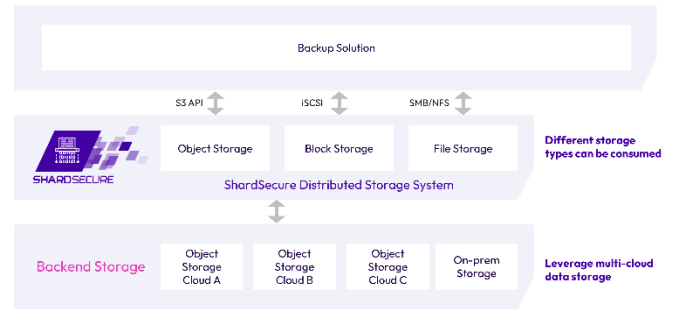 Backup Solution
S3 API
iSCSI
SMB/NFS
Object Storage
Block Storage
File Storage
SHARDSECURE
ShardSecure Distributed Storage System
Different storage
types can be consumed
Backend Storage
Object
Storage
Cloud A
Object
Storage
Cloud B
Object
Storage
Cloud C
On-prem
Storage
Leverage multi-cloud
data storage